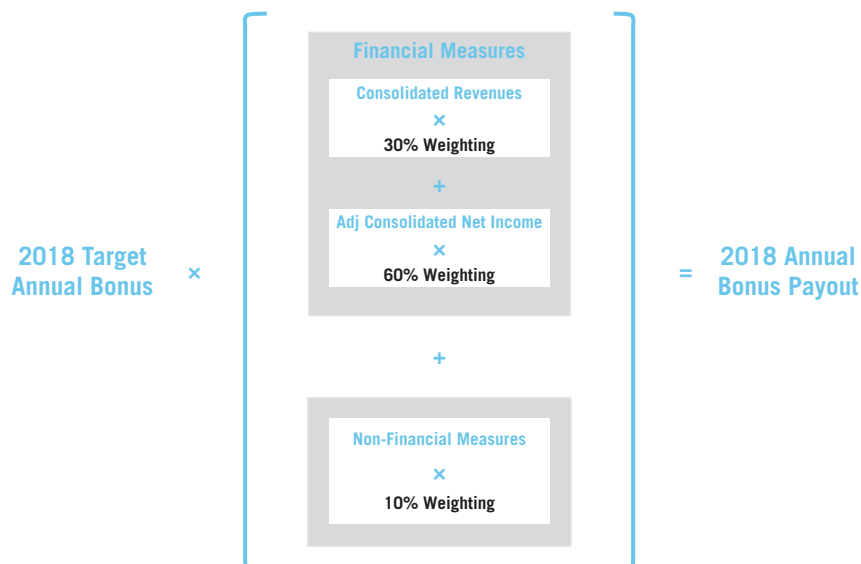 2018 Target
Annual Bonus
×
Financial Measures
Consolidated Revenues
×
30% Weighting
+
Adj Consolidated Net Income
×
60% Weighting
+
Non-Financial Measures
×
10% Weighting
=
2018 Annual
Bonus Payout